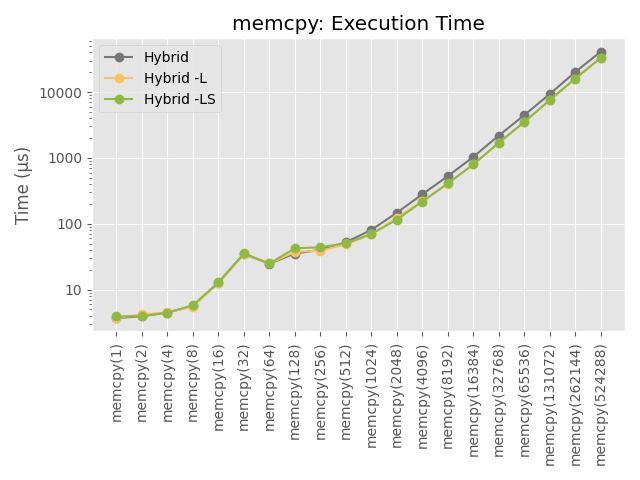 memcpy: Execution Time
Hybrid
Hybrid -L
Hybrid -LS
Time (µs)
10000
1000
100
10
memcpy(1)
memcpy(2)
memcpy(4)
memcpy(8)
memcpy(16)
memcpy(32)
memcpy(64)
memcpy(128)
memcpy(256)
memcpy(512)
memcpy(1024)
memcpy(2048)
memcpy(4096)
memcpy(8192)
memcpy(16384)
memcpy(32768)
memcpy(65536)
memcpy(131072)
memcpy(262144)
memcpy(524288)